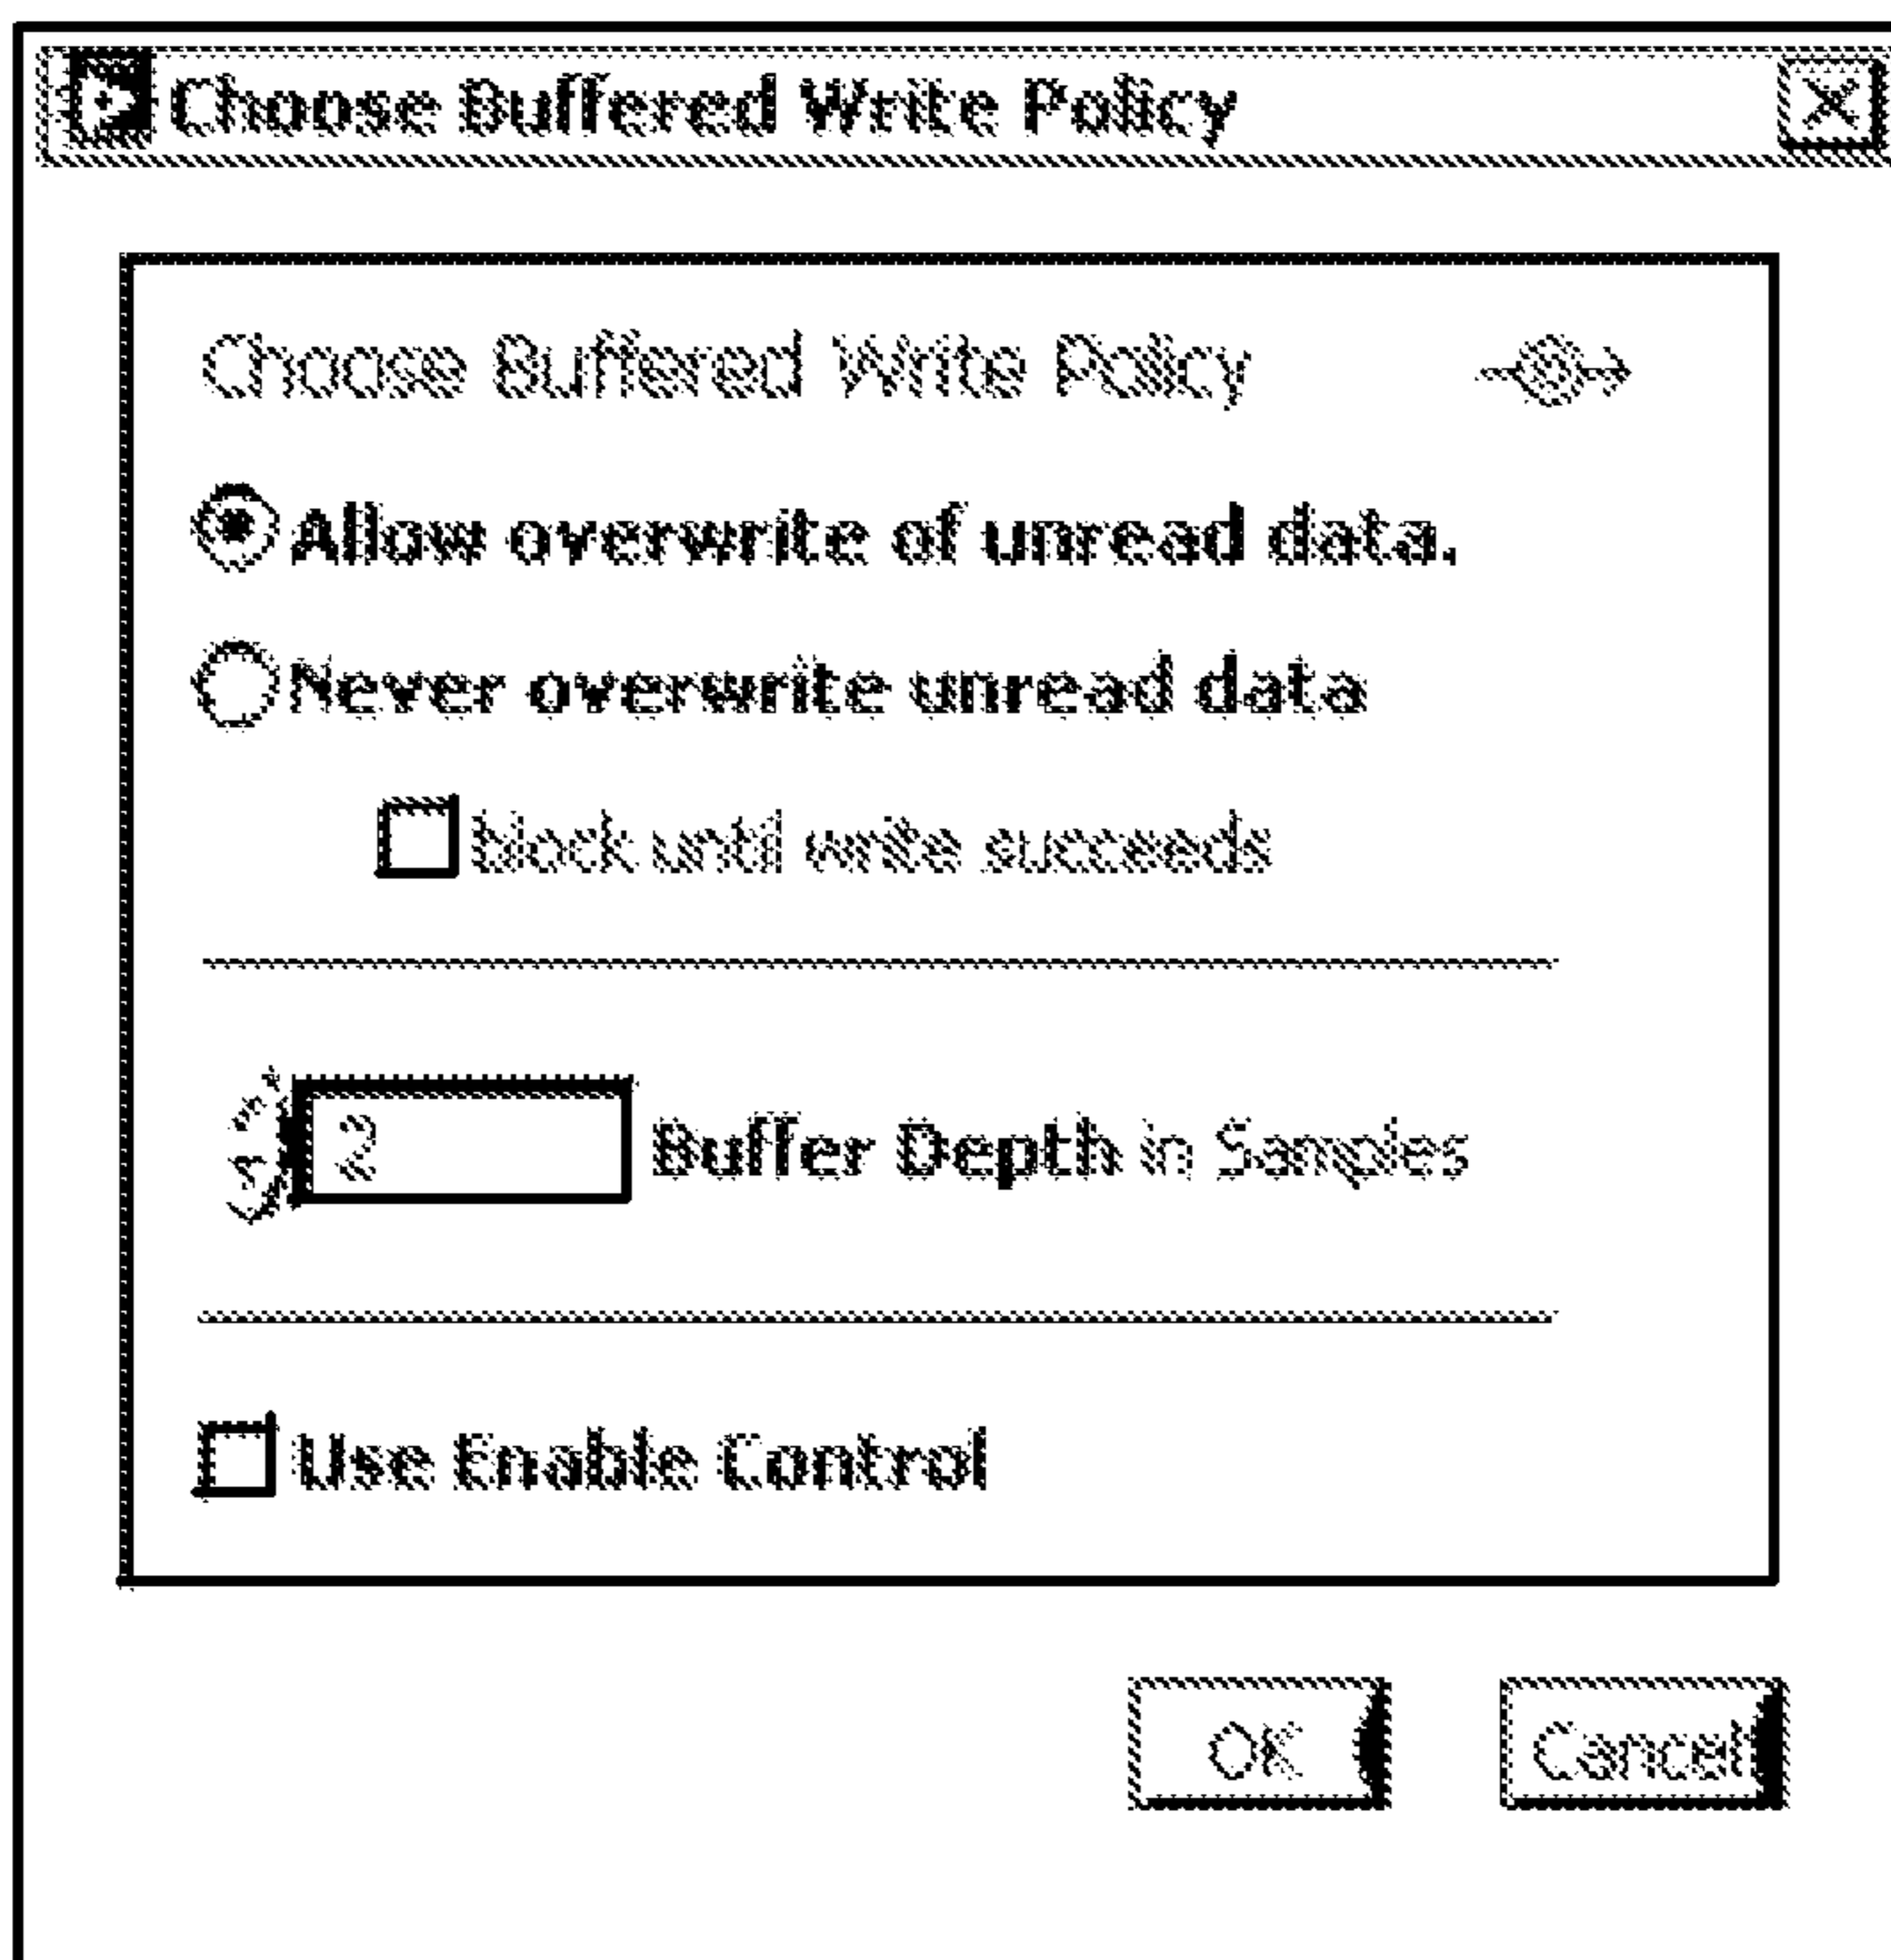 Choose Buffered Write Policy
Choose Buffered Write Policy
Allow overwrite of unread data.
Never overwrite unread data
block until write succeeds
2 Buffer Depth in Samples
Use Enable Control
OK Cancel